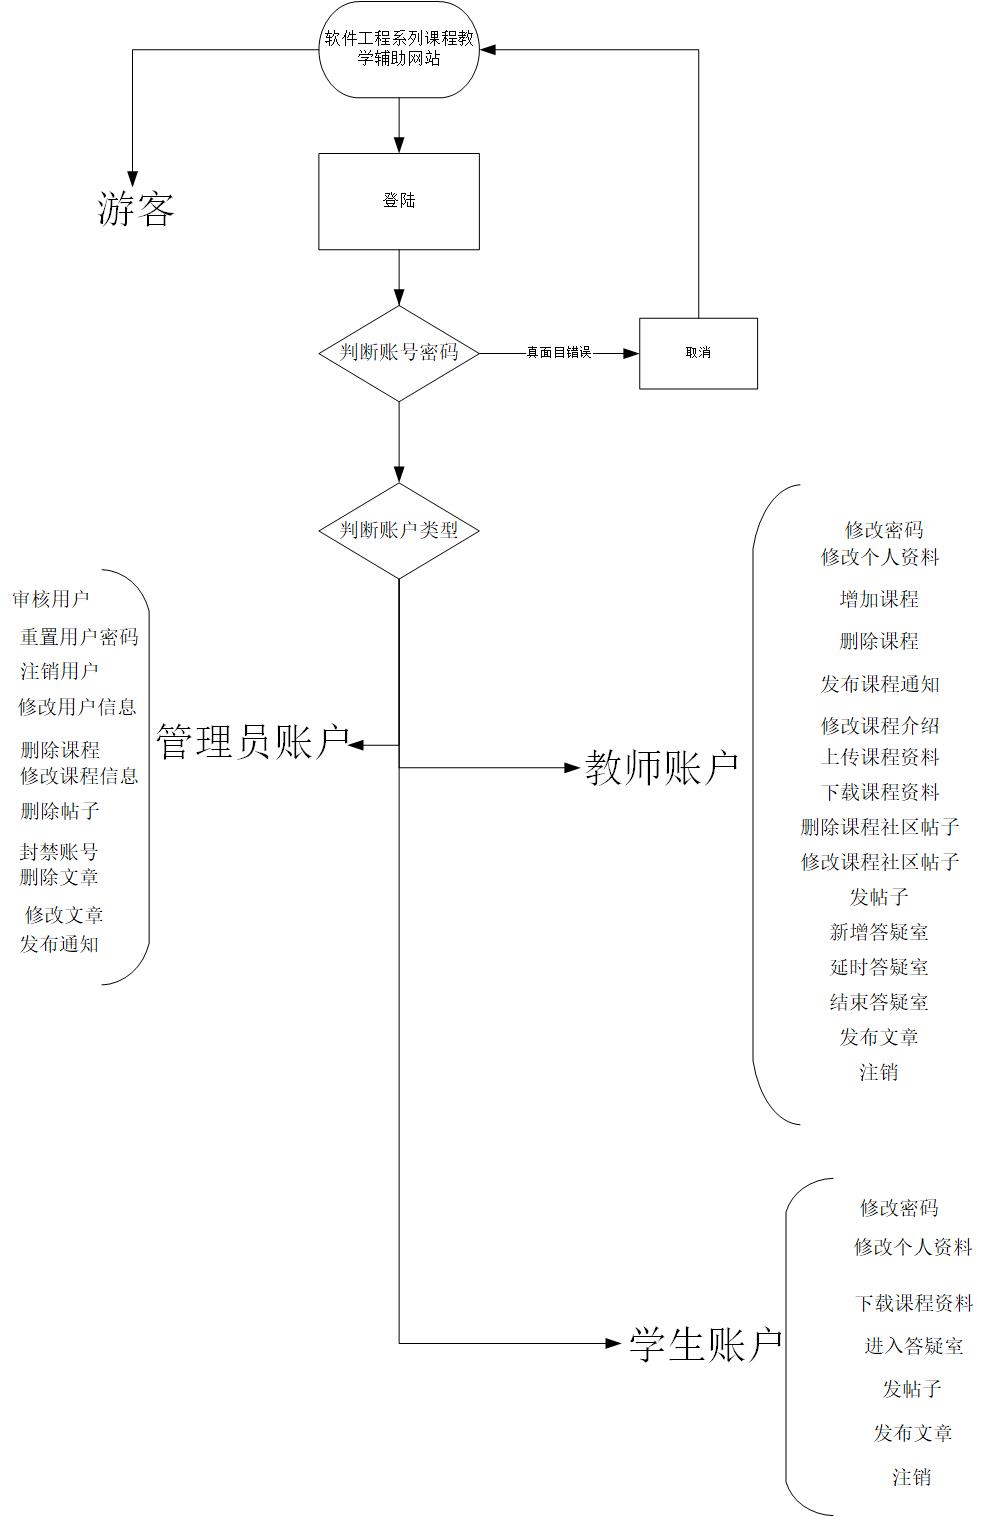 软件工程系列课程教
学辅助网站
游客
登陆
判断账号密码
真面目错误
取消
判断账户类型
管理员账户
审核用户
重置用户密码
注销用户
修改用户信息
删除课程
修改课程信息
删除帖子
封禁账号
删除文章
修改文章
发布通知
教师账户
修改密码
修改个人资料
增加课程
删除课程
发布课程通知
修改课程介绍
上传课程资料
下载课程资料
删除课程社区帖子
修改课程社区帖子
发帖子
新增答疑室
延时答疑室
结束答疑室
发布文章
注销
学生账户
修改密码
修改个人资料
下载课程资料
进入答疑室
发帖子
发布文章
注销